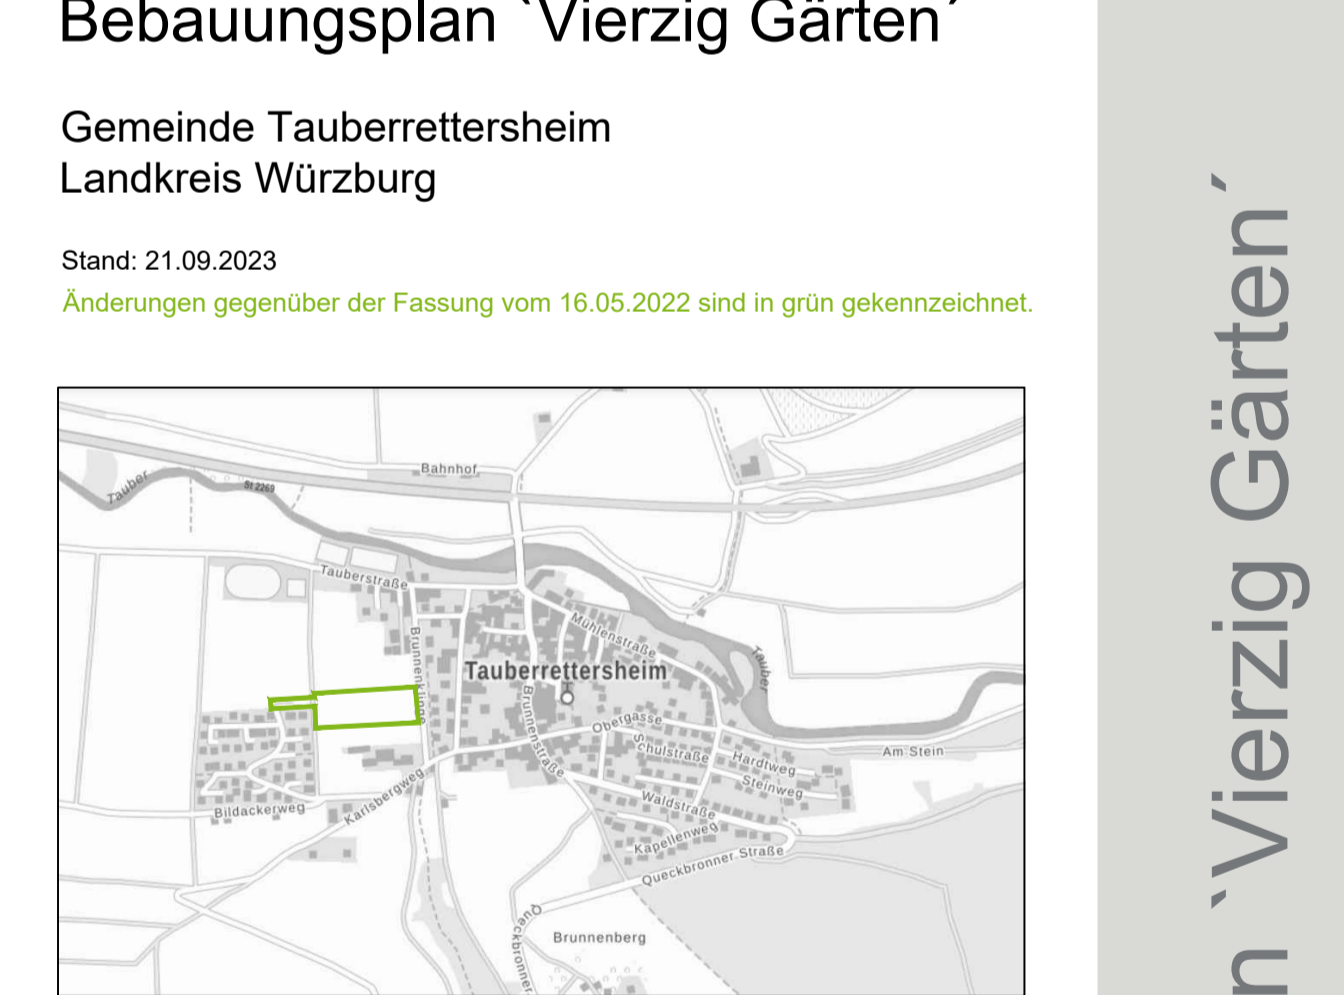 Bebauungsplan `Vierzig Gärten´
Gemeinde Tauberrettersheim
Landkreis Würzburg
Stand: 21.09.2023
Änderungen gegenüber der Fassung vom 16.05.2022 sind in grün gekennzeichnet.
Bahnhof
Tauber
St 2269
Tauberstraße
Mühlenstraße
Brunnenklinge
Tauberrettersheim
Tauber
Brunnenstraße
Obergasse
Schulstraße
Hardtweg
Am Stein
Steinweg
Karlsbergweg
Bildackerweg
Waldstraße
Kapellenweg
Queckbronner Straße
Queckbronner
Brunnenberg
n `Vierzig Gärten´